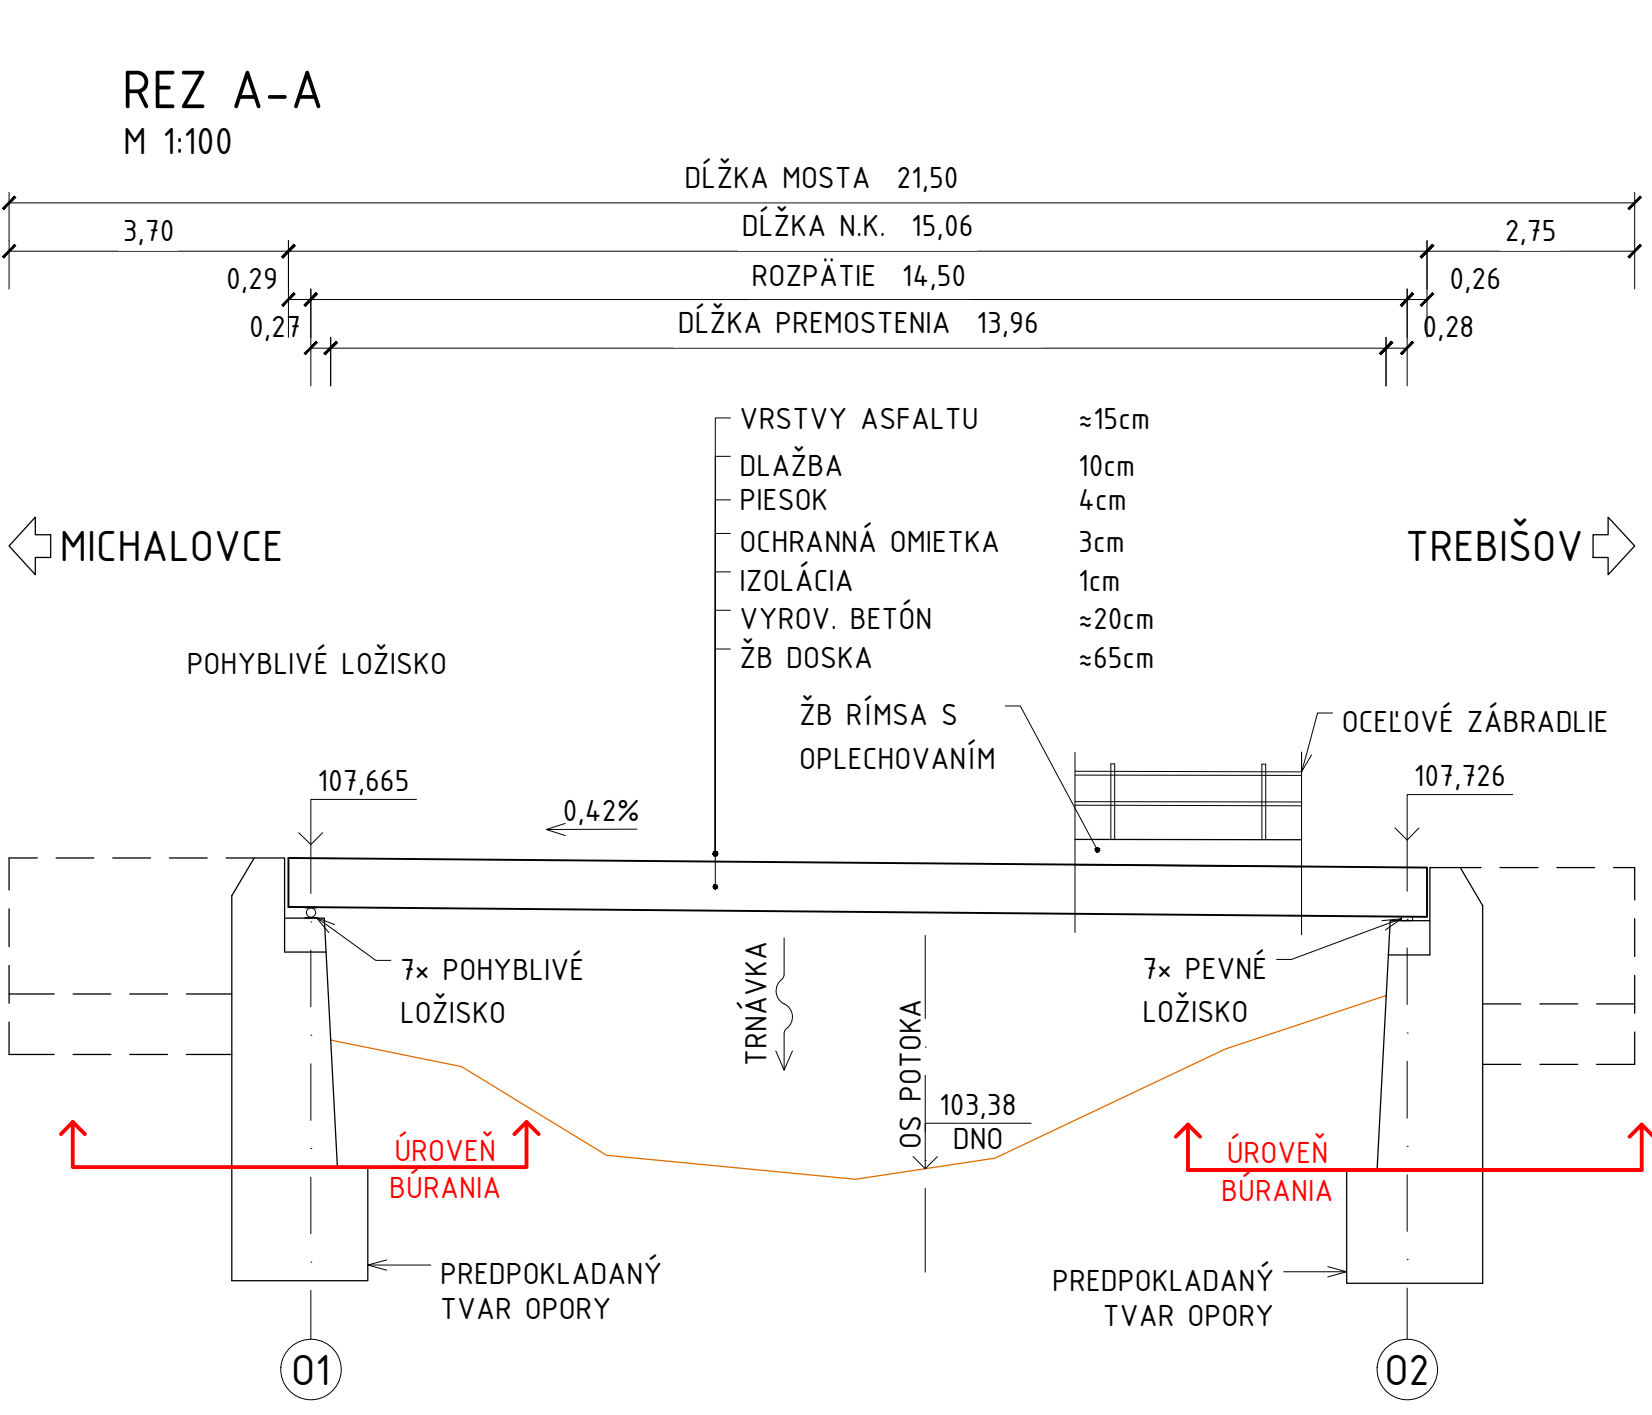 REZ A-A
M 1:100
DĹŽKA MOSTA 21,50
3,70
DĹŽKA N.K. 15,06
2,75
0,29
ROZPÄTIE 14,50
0,26
0,27
DĹŽKA PREMOSTENIA 13,96
0,28
VRSTVY ASFALTU ≈15cm
DLAŽBA 10cm
PIESOK 4cm
OCHRANNÁ OMIETKA 3cm
IZOLÁCIA 1cm
VYROV. BETÓN ≈20cm
ŽB DOSKA ≈65cm
MICHALOVCE
TREBIŠOV
POHYBLIVÉ LOŽISKO
ŽB RÍMSA S
OPLECHOVANÍM
OCEĽOVÉ ZÁBRADLIE
107,665
0,42%
107,726
7× POHYBLIVÉ
LOŽISKO
TRNÁVKA
OS POTOKA
7× PEVNÉ
LOŽISKO
103,38
DNO
ÚROVEŇ
BÚRANIA
ÚROVEŇ
BÚRANIA
PREDPOKLADANÝ
TVAR OPORY
PREDPOKLADANÝ
TVAR OPORY
O1
O2